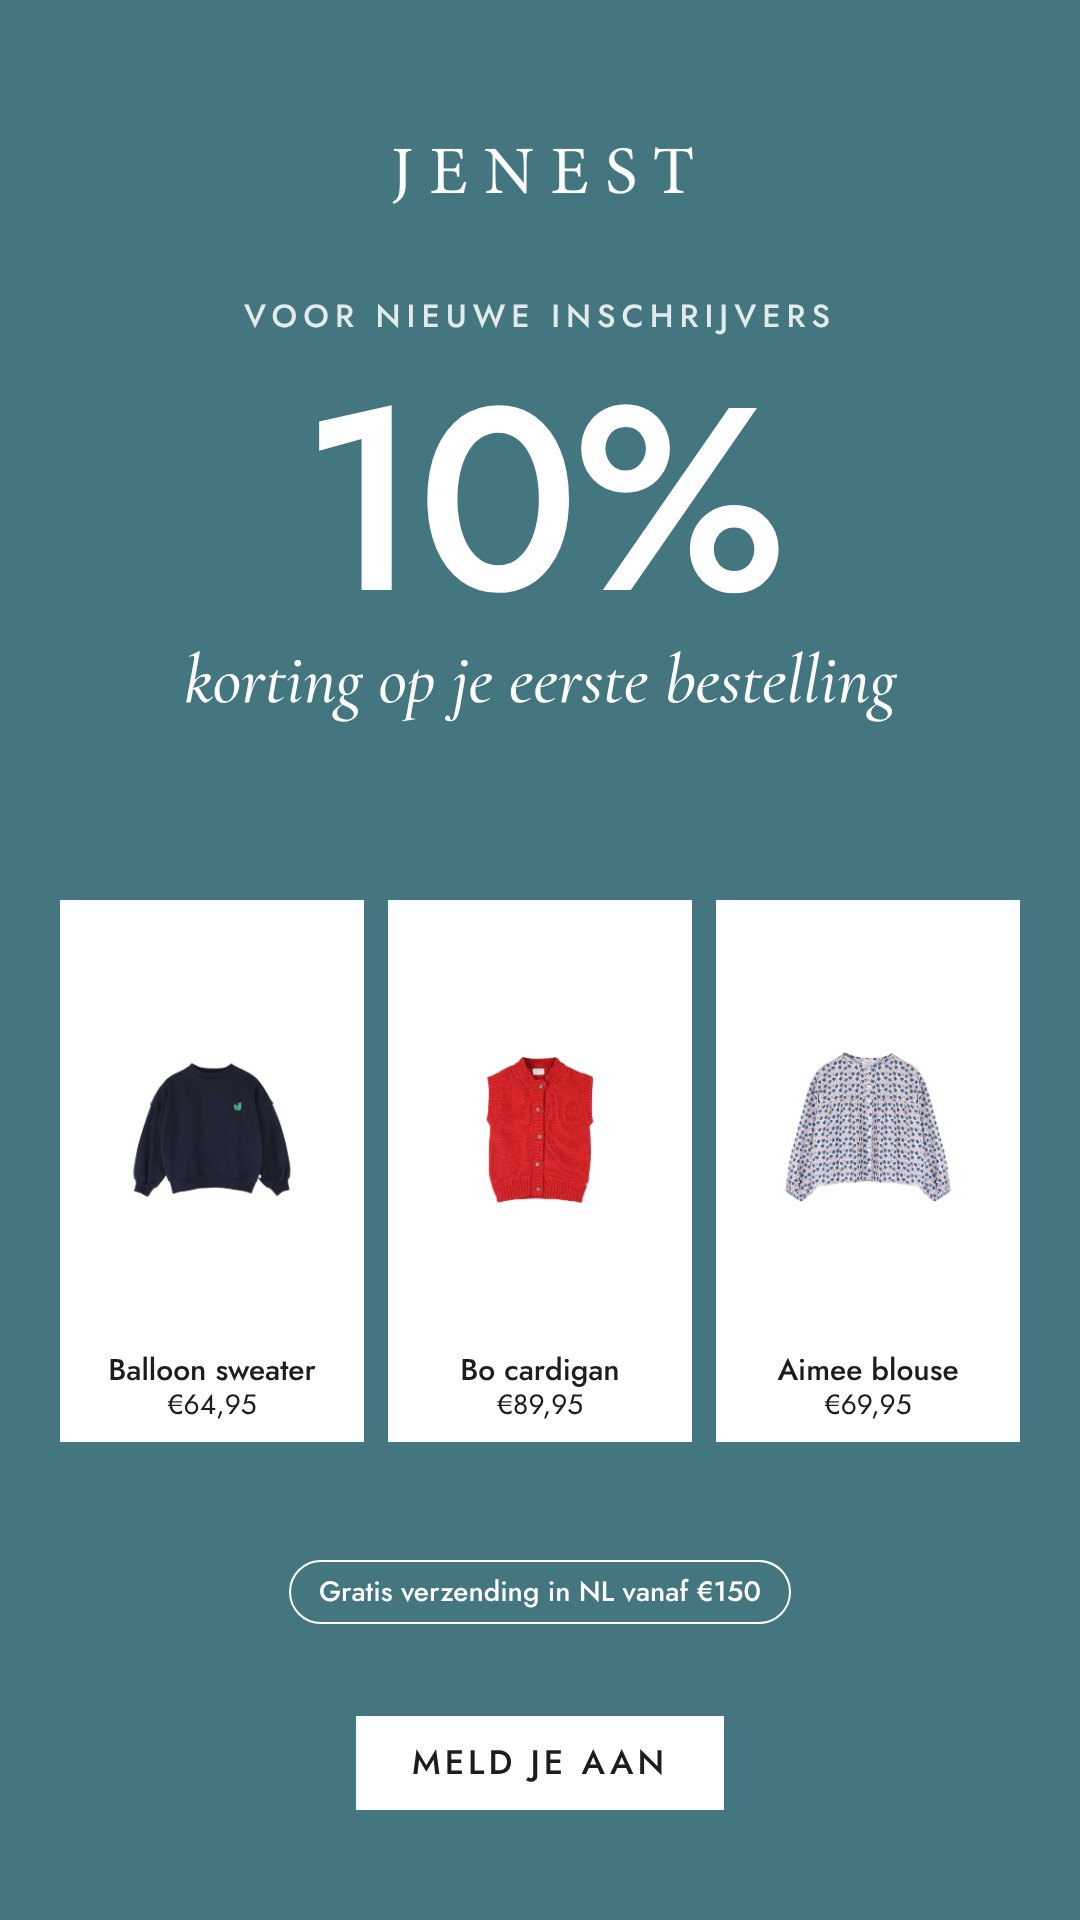 JENEST
VOOR NIEUWE INSCHRIJVERS
10%
korting op je eerste bestelling
Balloon sweater
€64,95
Bo cardigan
€89,95
Aimee blouse
€69,95
Gratis verzending in NL vanaf €150
MELD JE AAN